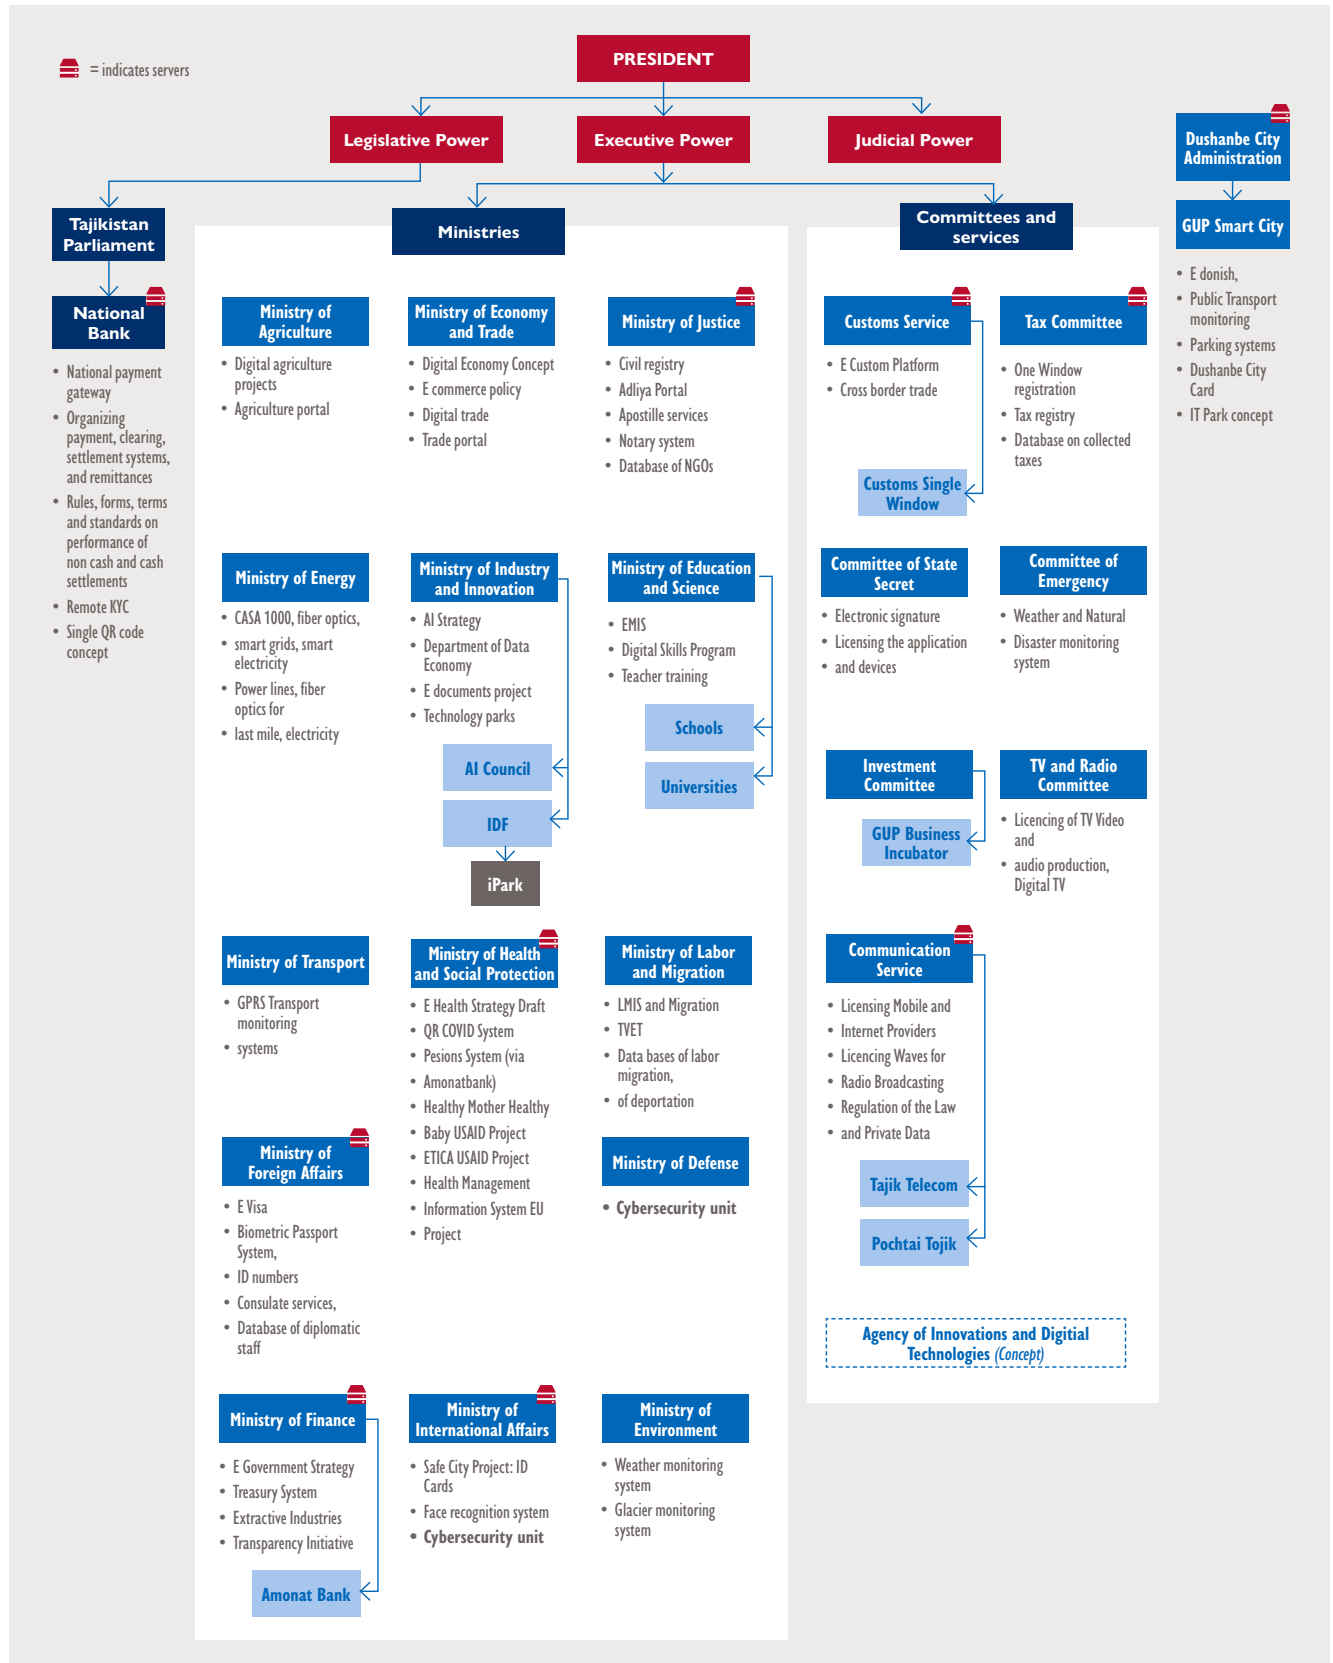 = indicates servers
PRESIDENT
Legislative Power
Executive Power
Judicial Power
Tajikistan
Parliament
National
Bank
• National payment
gateway
• Organizing
payment, clearing,
settlement systems,
and remittances
• Rules, forms, terms
and standards on
performance of
non cash and cash
settlements
• Remote KYC
• Single QR code
concept
Ministries
Ministry of
Agriculture
• Digital agriculture
projects
• Agriculture portal
Ministry of Economy
and Trade
• Digital Economy Concept
• E commerce policy
• Digital trade
• Trade portal
Ministry of Justice
• Civil registry
• Adliya Portal
• Apostille services
• Notary system
• Database of NGOs
Ministry of Energy
• CASA 1000, fiber optics,
• smart grids, smart
electricity
• Power lines, fiber
optics for
• last mile, electricity
Ministry of Industry
and Innovation
• AI Strategy
• Department of Data
Economy
• E documents project
• Technology parks
AI Council
IDF
iPark
Ministry of Education
and Science
• EMIS
• Digital Skills Program
• Teacher training
Schools
Universities
Ministry of Transport
• GPRS Transport
monitoring
• systems
Ministry of Health
and Social Protection
• E Health Strategy Draft
• QR COVID System
• Pesions System (via
• Amonatbank)
• Healthy Mother Healthy
• Baby USAID Project
• ETICA USAID Project
• Health Management
• Information System EU
• Project
Ministry of Labor
and Migration
• LMIS and Migration
• TVET
• Data bases of labor
migration,
• of deportation
Ministry of
Foreign Affairs
• E Visa
• Biometric Passport
System,
• ID numbers
• Consulate services,
• Database of diplomatic
staff
Ministry of Defense
• Cybersecurity unit
Ministry of Finance
• E Government Strategy
• Treasury System
• Extractive Industries
• Transparency Initiative
Amonat Bank
Ministry of
International Affairs
• Safe City Project: ID
Cards
• Face recognition system
• Cybersecurity unit
Ministry of
Environment
• Weather monitoring
system
• Glacier monitoring
system
Committees and
services
Customs Service
• E Custom Platform
• Cross border trade
Customs Single
Window
Tax Committee
• One Window
registration
• Tax registry
• Database on collected
taxes
Committee of State
Secret
• Electronic signature
• Licensing the application
• and devices
Committee of
Emergency
• Weather and Natural
• Disaster monitoring
system
Investment
Committee
GUP Business
Incubator
TV and Radio
Committee
• Licencing of TV Video
and
• audio production,
Digital TV
Communication
Service
• Licensing Mobile and
• Internet Providers
• Licencing Waves for
• Radio Broadcasting
• Regulation of the Law
• and Private Data
Tajik Telecom
Pochtai Tojik
Agency of Innovations and Digitial
Technologies (Concept)
Dushanbe City
Administration
GUP Smart City
• E donish,
• Public Transport
monitoring
• Parking systems
• Dushanbe City
Card
• IT Park concept